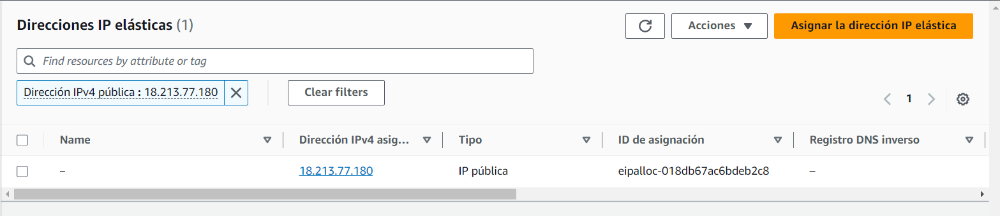 Direcciones IP elásticas (1)
Acciones
Asignar la dirección IP elástica
Find resources by attribute or tag
Dirección IPv4 pública : 18.213.77.180
Clear filters
1
Name
Dirección IPv4 asig...
Tipo
ID de asignación
Registro DNS inverso
–
18.213.77.180
IP pública
eipalloc-018db67ac6bdeb2c8
–